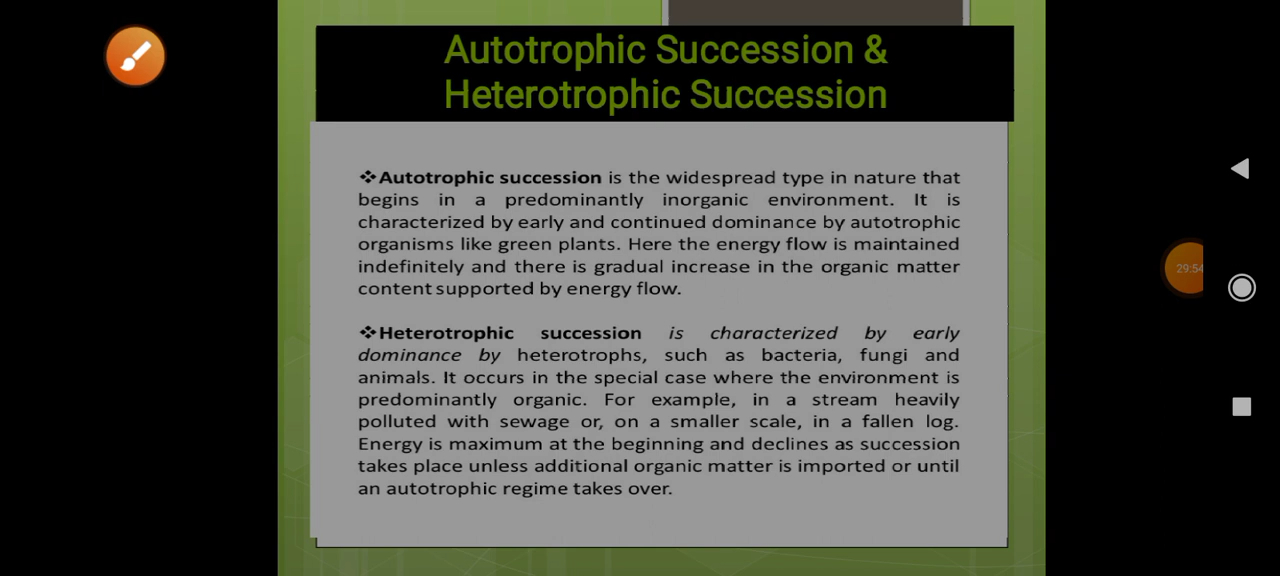 Autotrophic Succession &
Heterotrophic Succession
❖Autotrophic succession is the widespread type in nature that
begins in a predominantly inorganic environment. It is
characterized by early and continued dominance by autotrophic
organisms like green plants. Here the energy flow is maintained
indefinitely and there is gradual increase in the organic matter
content supported by energy flow.
❖Heterotrophic succession is characterized by early
dominance by heterotrophs, such as bacteria, fungi and
animals. It occurs in the special case where the environment is
predominantly organic. For example, in a stream heavily
polluted with sewage or, on a smaller scale, in a fallen log.
Energy is maximum at the beginning and declines as succession
takes place unless additional organic matter is imported or until
an autotrophic regime takes over.
29:54